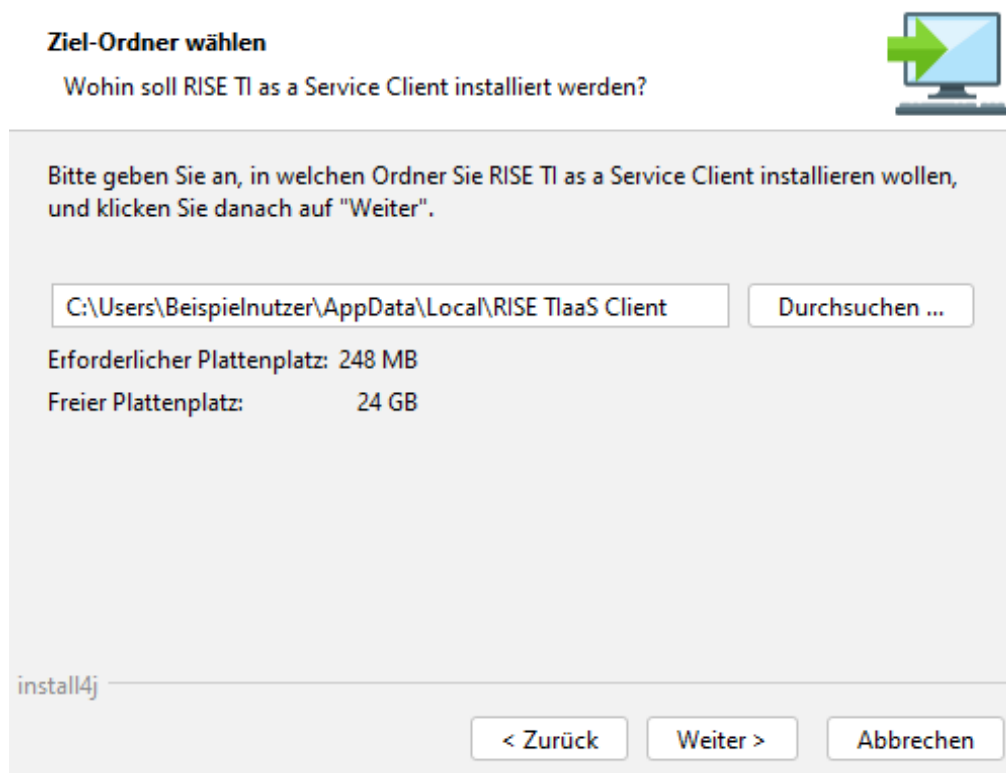 Ziel-Ordner wählen
Wohin soll RISE TI as a Service Client installiert werden?
Bitte geben Sie an, in welchen Ordner Sie RISE TI as a Service Client installieren wollen,
und klicken Sie danach auf "Weiter".
C:\Users\Beispielnutzer\AppData\Local\RISE TIaaS Client
Durchsuchen ...
Erforderlicher Plattenplatz: 248 MB
Freier Plattenplatz: 24 GB
install4j
< Zurück
Weiter >
Abbrechen